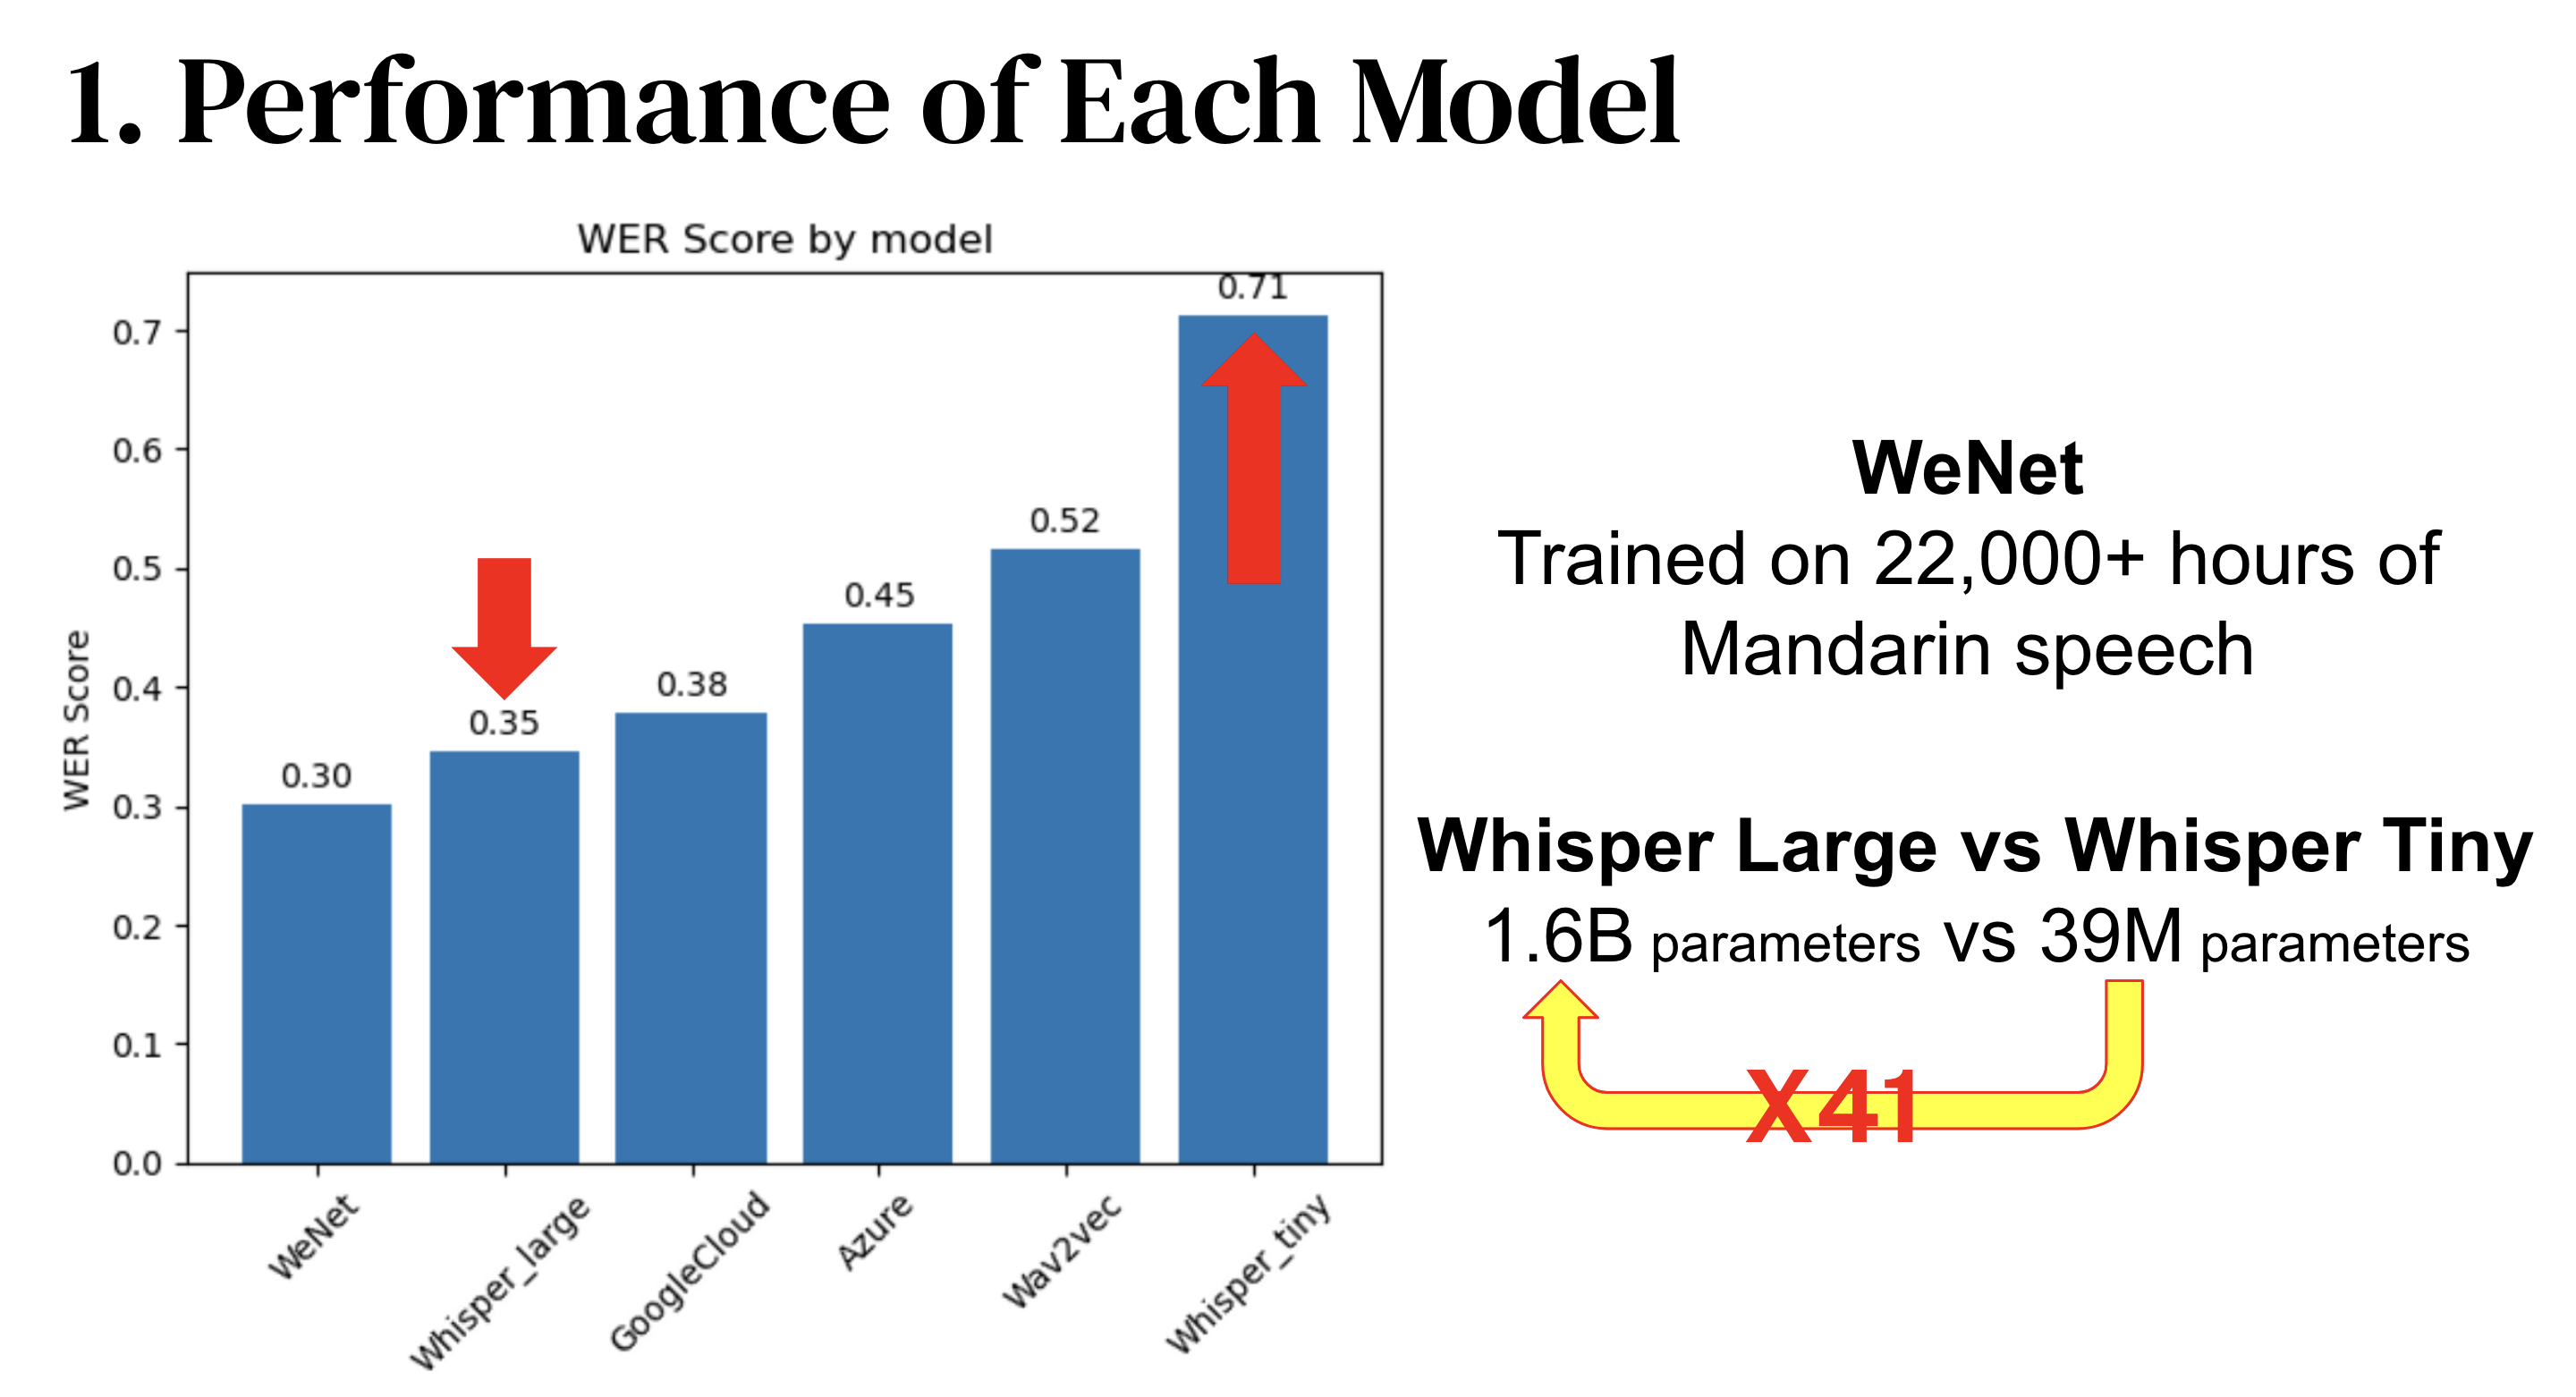 1. Performance of Each Model
WER Score by model
0.71
0.7
0.6
0.52
0.5
0.45
0.4
0.38
0.35
0.30
0.3
0.2
0.1
0.0
WER Score
WeNet
Whisper_large
GoogleCloud
Azure
Wav2vec
Whisper_tiny
WeNet
Trained on 22,000+ hours of
Mandarin speech
Whisper Large vs Whisper Tiny
1.6B parameters vs 39M parameters
X41